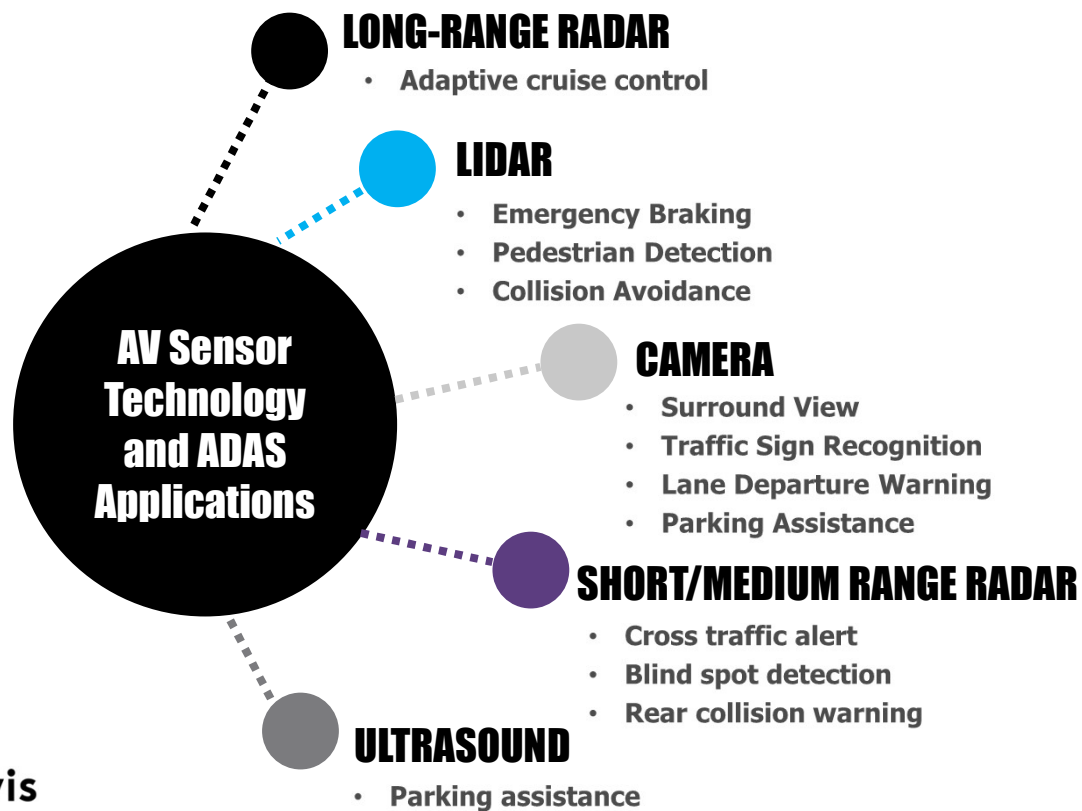 LONG-RANGE RADAR
• Adaptive cruise control
LIDAR
• Emergency Braking
• Pedestrian Detection
• Collision Avoidance
AV Sensor
Technology
and ADAS
Applications
CAMERA
• Surround View
• Traffic Sign Recognition
• Lane Departure Warning
• Parking Assistance
SHORT/MEDIUM RANGE RADAR
• Cross traffic alert
• Blind spot detection
• Rear collision warning
ULTRASOUND
• Parking assistance